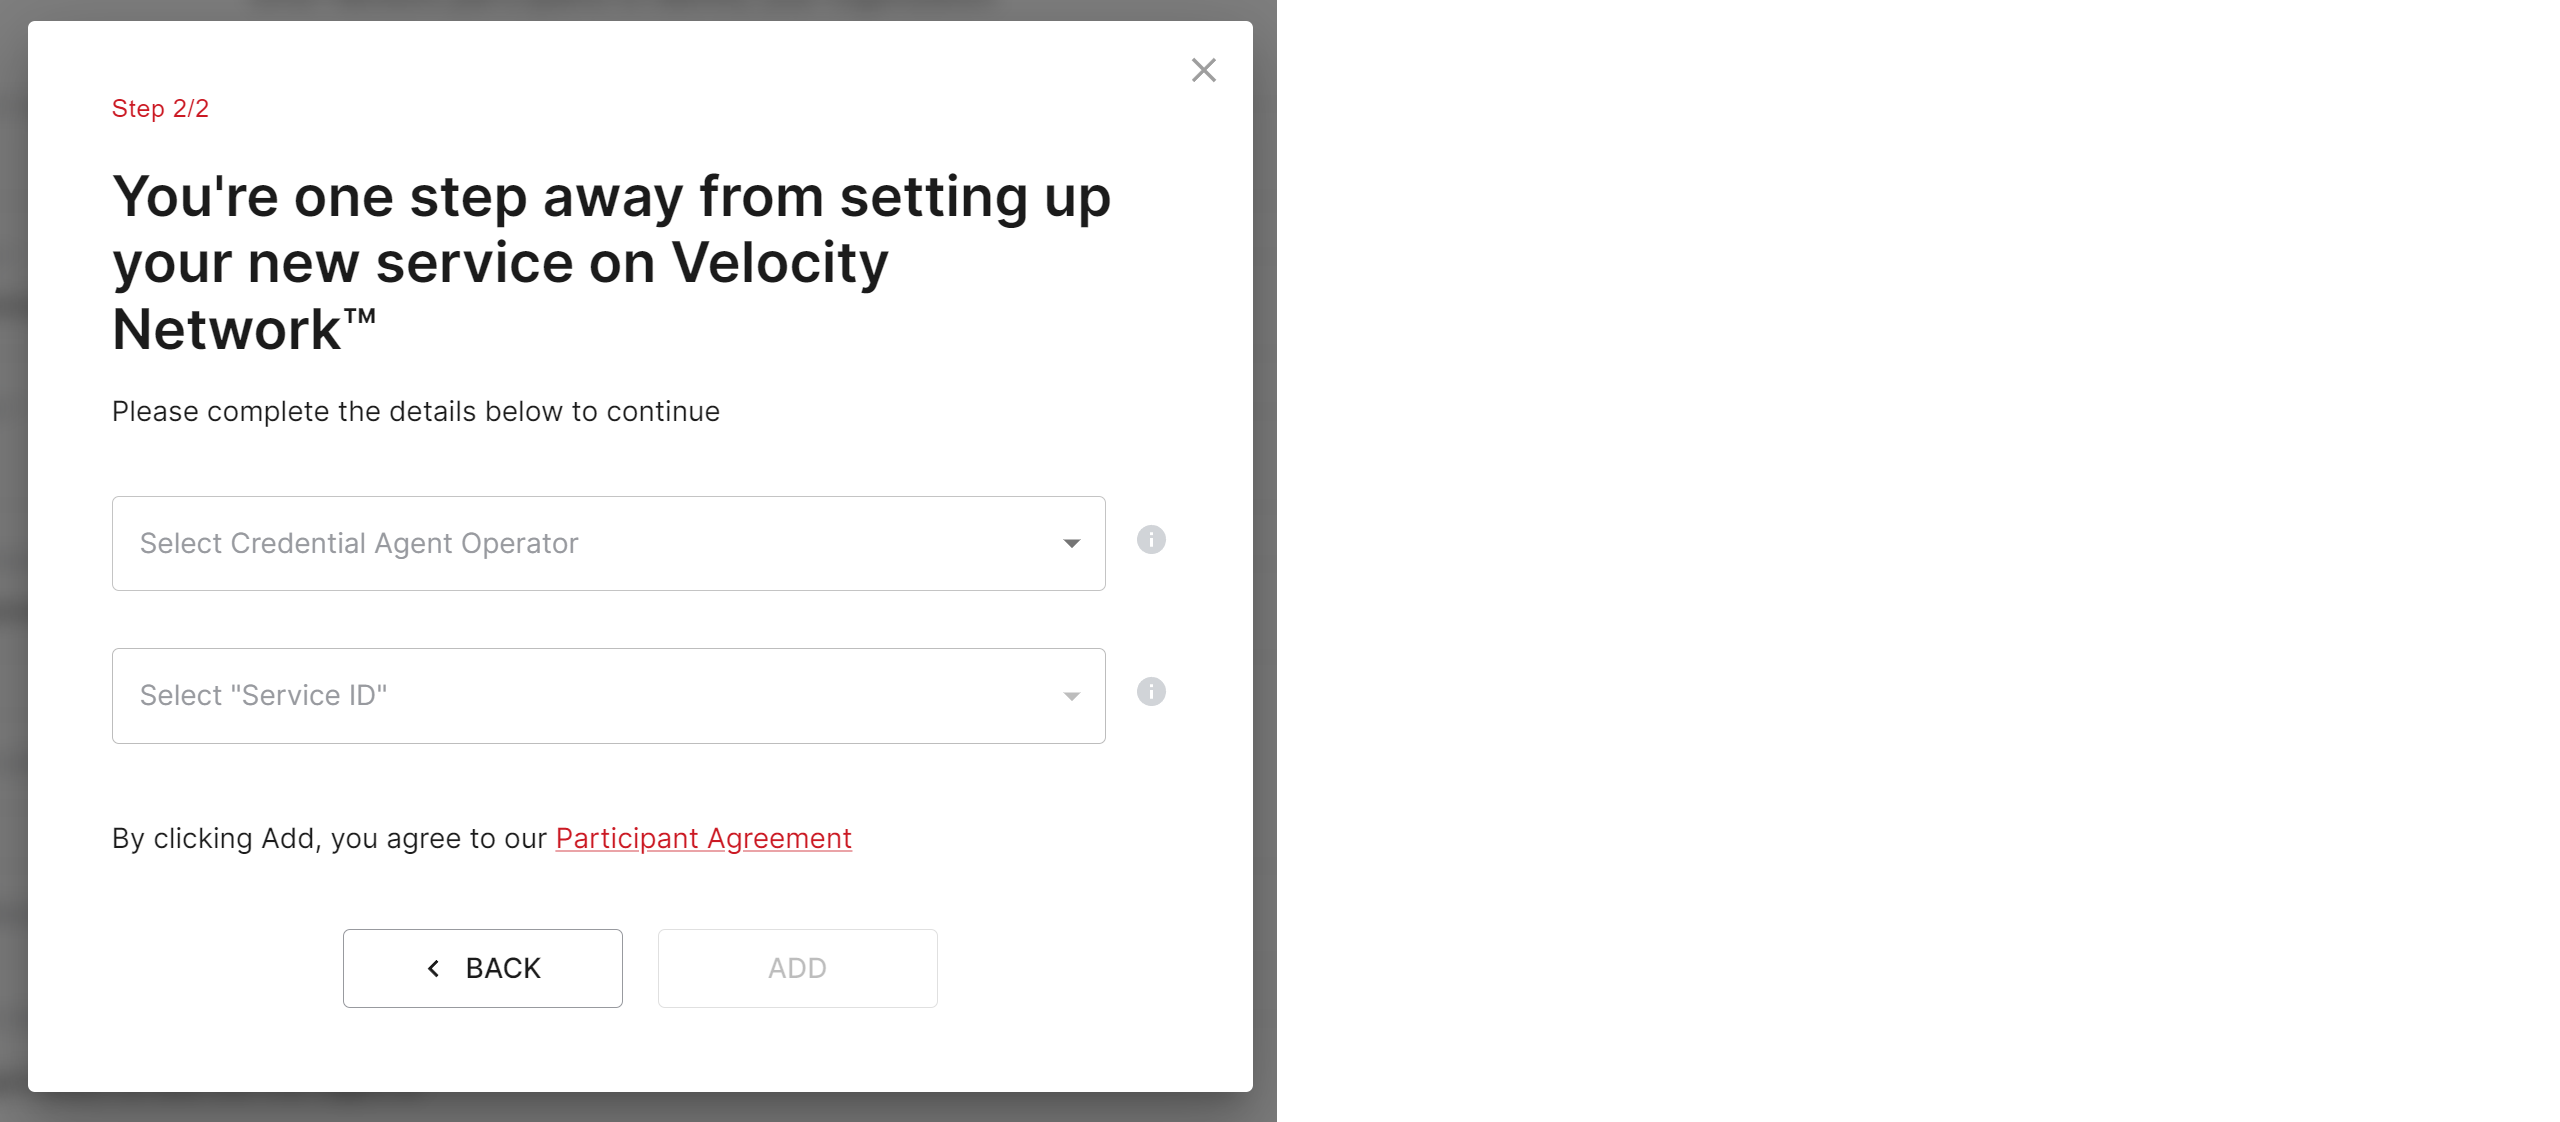 Step 2/2
You're one step away from setting up
your new service on Velocity
Network™
Please complete the details below to continue
Select Credential Agent Operator
Select "Service ID"
By clicking Add, you agree to our Participant Agreement
BACK
ADD